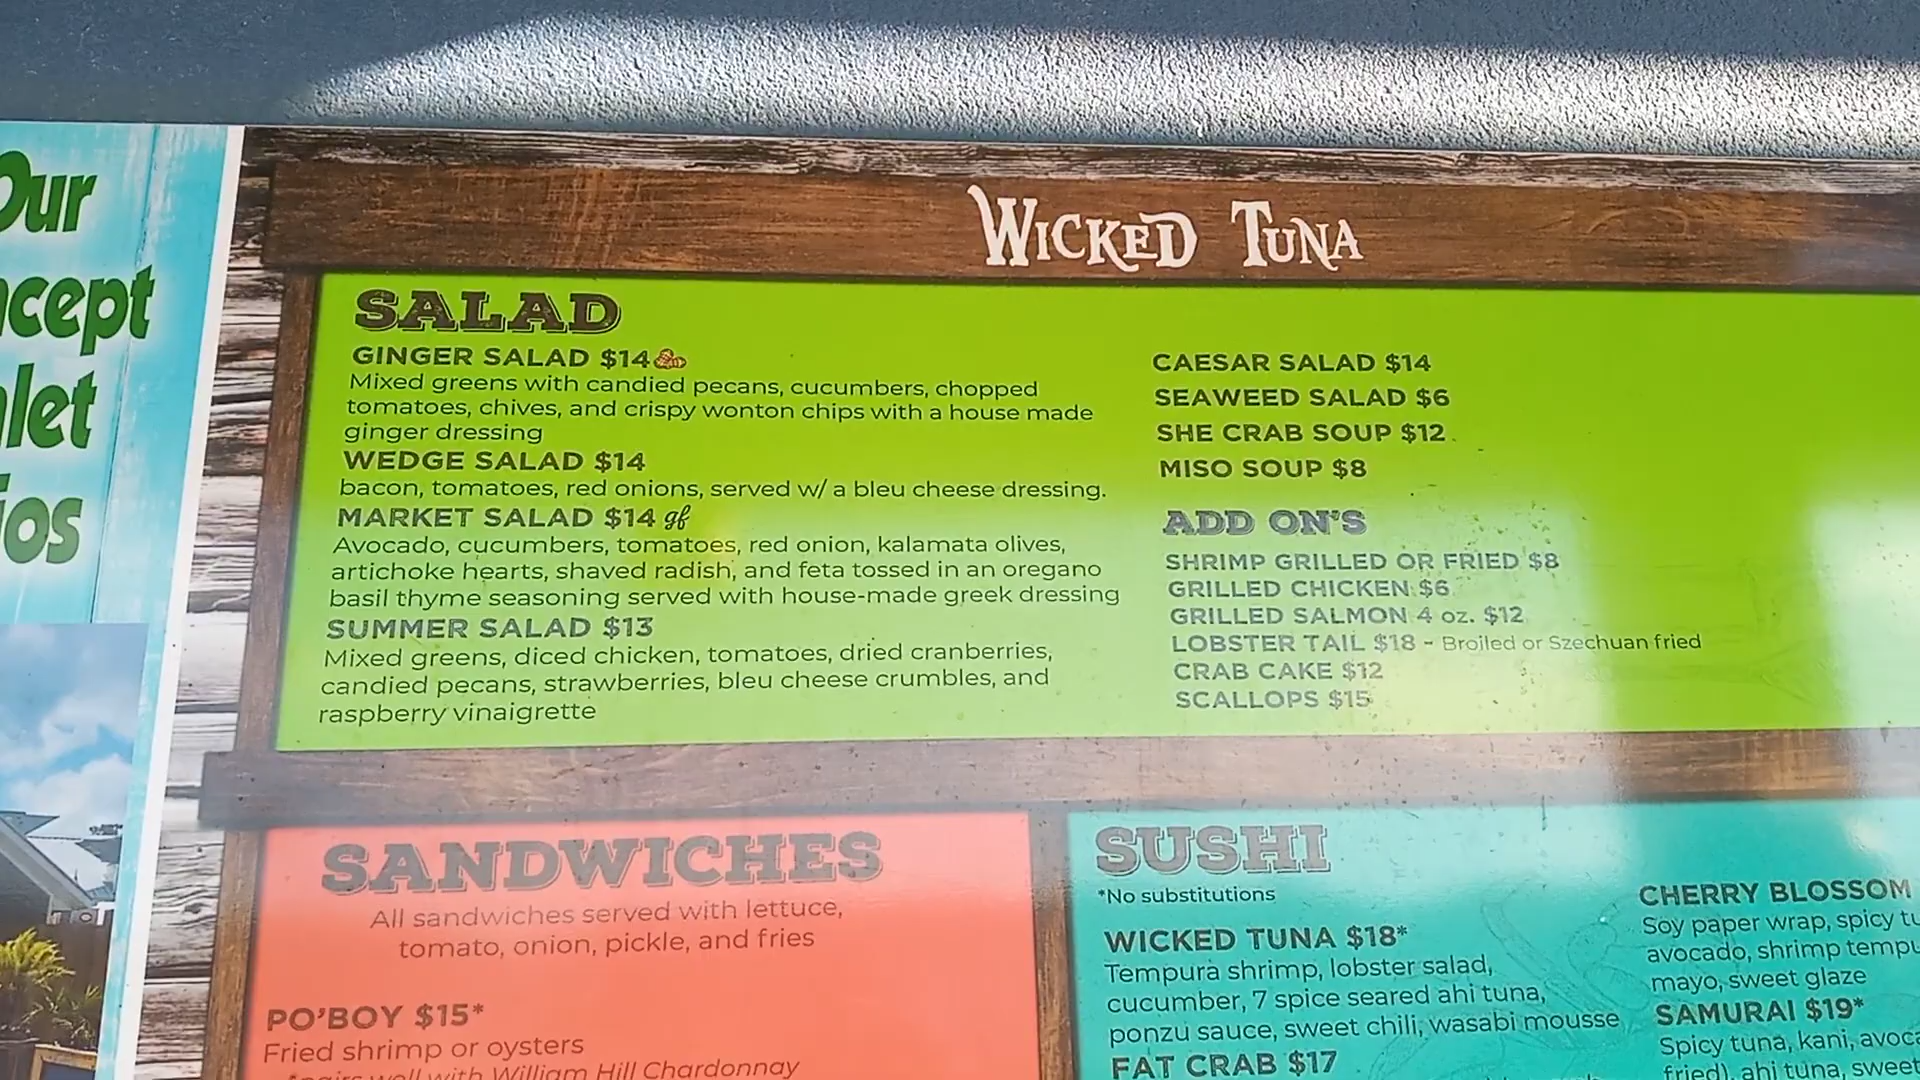 Our
WICKED TUNA
SALAD
GINGER SALAD $14
Mixed greens with candied pecans, cucumbers, chopped
tomatoes, chives, and crispy wonton chips with a house made
ginger dressing
WEDGE SALAD $14
bacon, tomatoes, red onions, served w/ a bleu cheese dressing.
MARKET SALAD $14 gf
Avocado, cucumbers, tomatoes, red onion, kalamata olives,
artichoke hearts, shaved radish, and feta tossed in an oregano
basil thyme seasoning served with house-made greek dressing
SUMMER SALAD $13
Mixed greens, diced chicken, tomatoes, dried cranberries,
candied pecans, strawberries, bleu cheese crumbles, and
raspberry vinaigrette
CAESAR SALAD $14
SEAWEED SALAD $6
SHE CRAB SOUP $12
MISO SOUP $8
ADD ON'S
SHRIMP GRILLED OR FRIED $8
GRILLED CHICKEN $6
GRILLED SALMON 4 oz. $12
LOBSTER TAIL $18 - Broiled or Szechuan fried
CRAB CAKE $12
SCALLOPS $15
SANDWICHES
All sandwiches served with lettuce,
tomato, onion, pickle, and fries
PO'BOY $15*
Fried shrimp or oysters
*pairs well with William Hill Chardonnay
SUSHI
*No substitutions
WICKED TUNA $18*
Tempura shrimp, lobster salad,
cucumber, 7 spice seared ahi tuna,
ponzu sauce, sweet chili, wasabi mousse
FAT CRAB $17
CHERRY BLOSSOM
Soy paper wrap, spicy
avocado, shrimp
mayo, sweet glaze
SAMURAI $19*
Spicy tuna, kani,
fried), ahi tuna, sweet